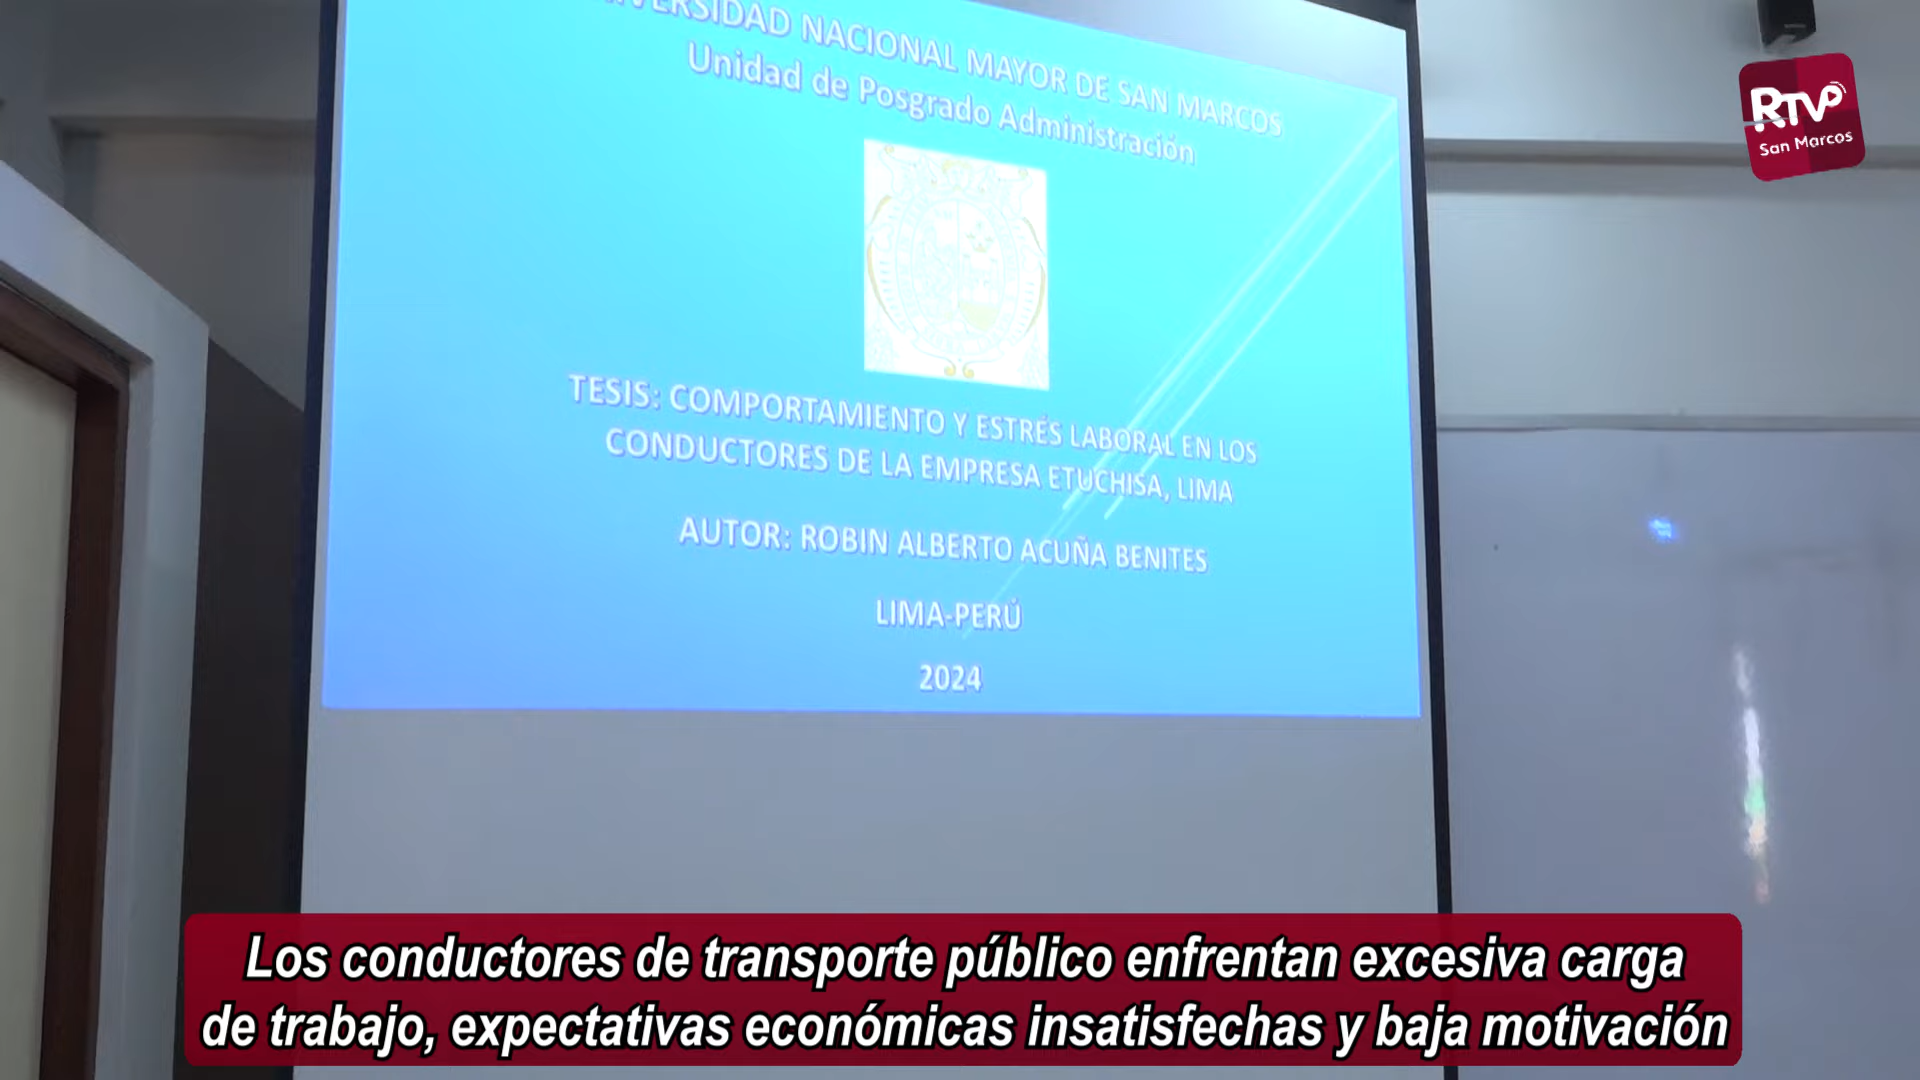 NACIONAL MAYOR DE SAN MARCOS
Unidad de Posgrado Administración
TESIS: COMPORTAMIENTO Y ESTRÉS LABORAL EN LOS
CONDUCTORES DE LA EMPRESA ETUCHISA, LIMA
AUTOR: ROBIN ALBERTO ACUÑA BENITES
LIMA-PERÚ
2024
RTVP
San Marcos
Los conductores de transporte público enfrentan excesiva carga
de trabajo, expectativas económicas insatisfechas y baja motivación